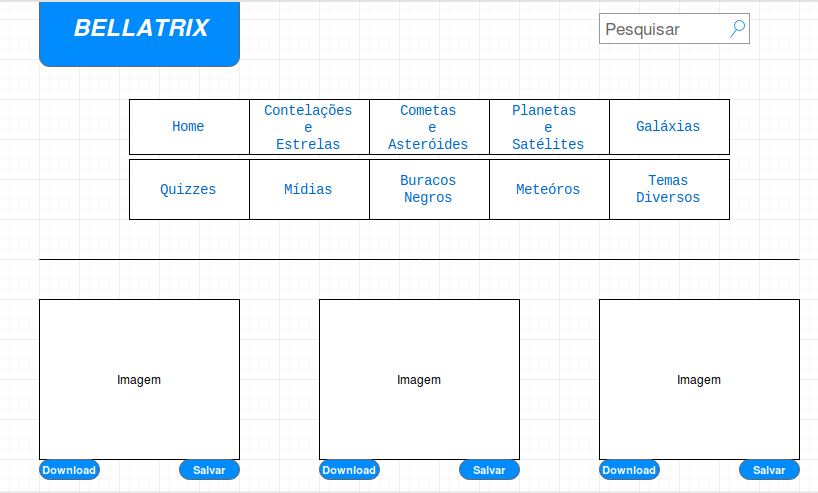 BELLATRIX
Pesquisar
Home
Contelações
e
Estrelas
Cometas
e
Asteróides
Planetas
e
Satélites
Galáxias
Quizzes
Mídias
Buracos
Negros
Meteóros
Temas
Diversos
Imagem
Imagem
Imagem
Download
Salvar
Download
Salvar
Download
Salvar